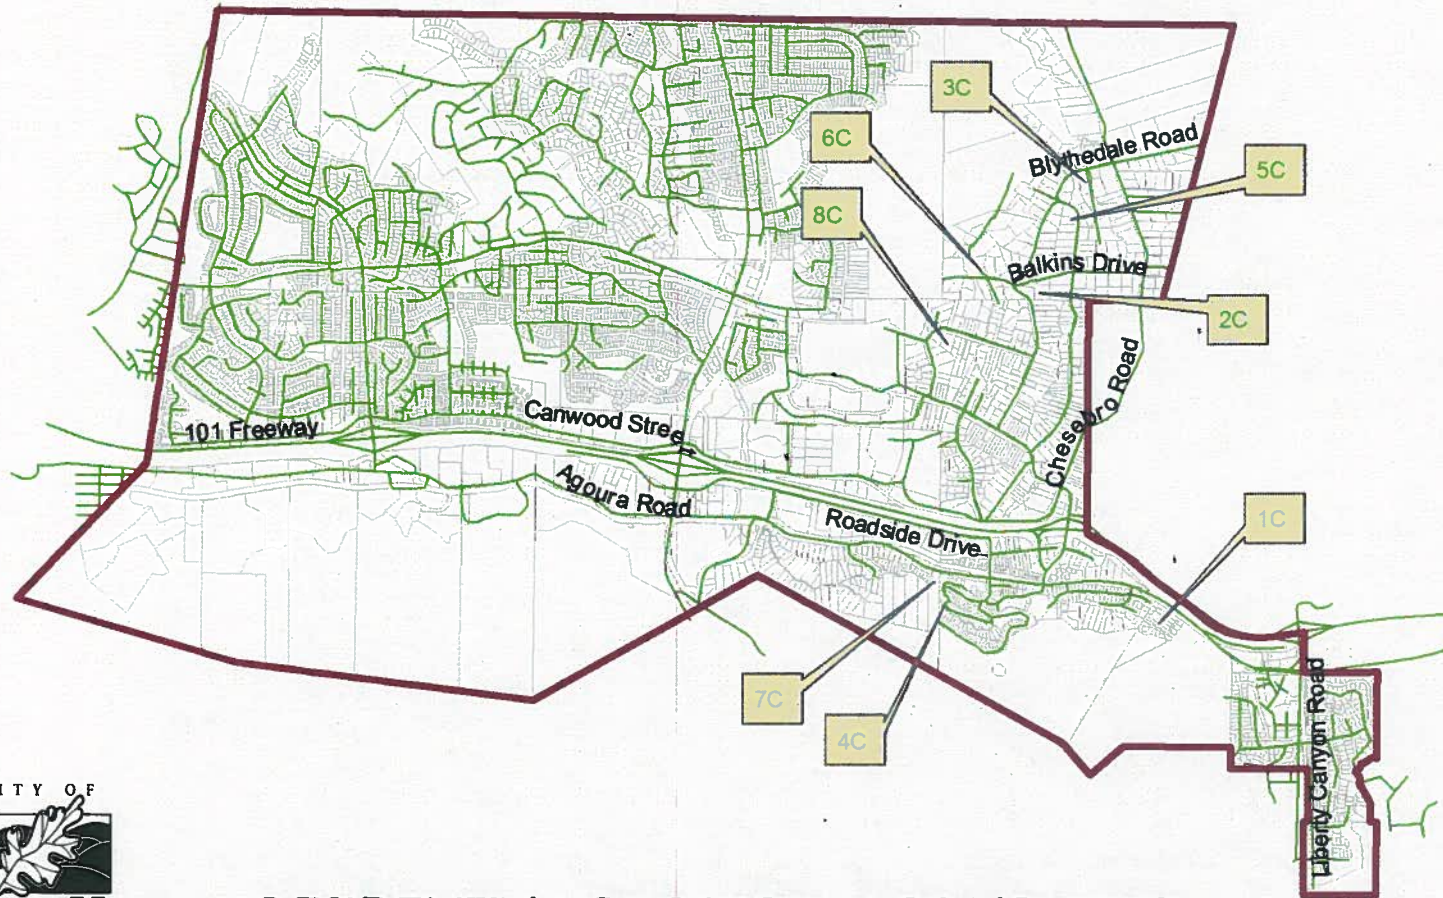 3C
6C
Blythedale Road
5C
8C
Balkins Drive
2C
Chesebro Road
Canwood Street
101 Freeway
Agoura Road
Roadside Drive
1C
7C
4C
Liberty Canyon Road
ITY OF